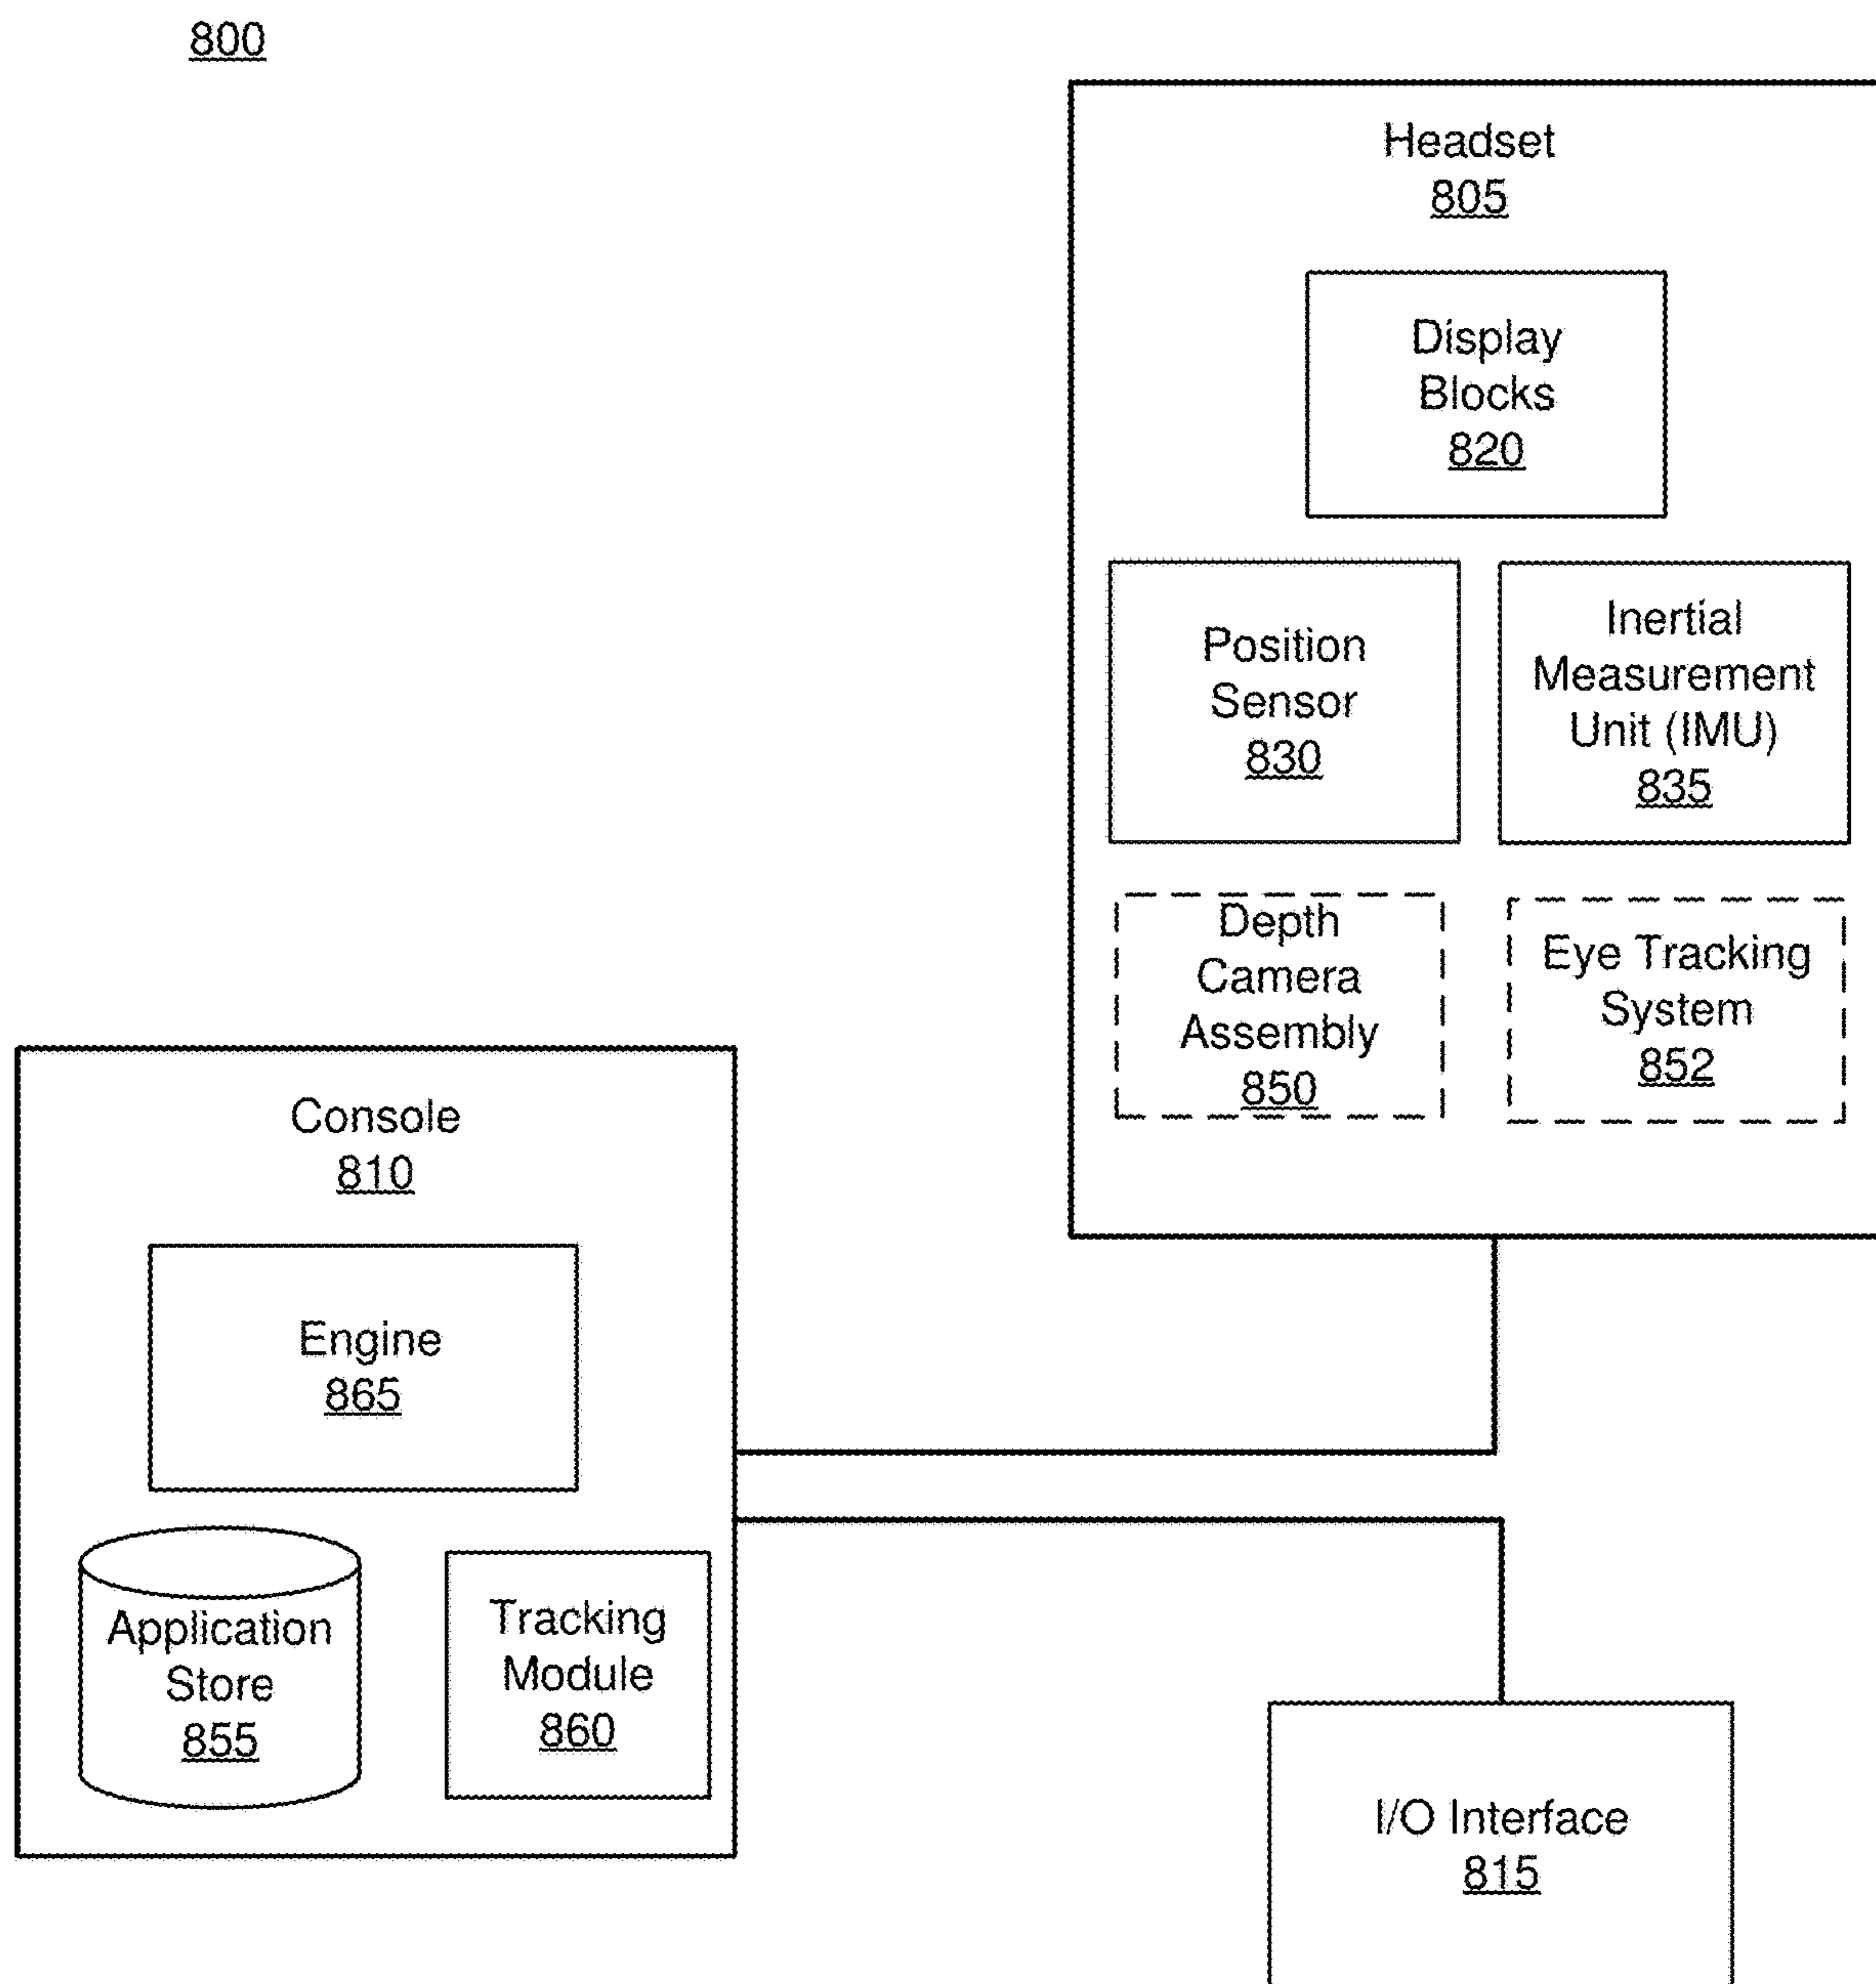 800
Headset
805
Display
Blocks
820
Position
Sensor
830
Inertial
Measurement
Unit (IMU)
835
Depth
Camera
Assembly
850
Eye Tracking
System
852
Console
810
Engine
865
Application
Store
855
Tracking
Module
860
I/O Interface
815